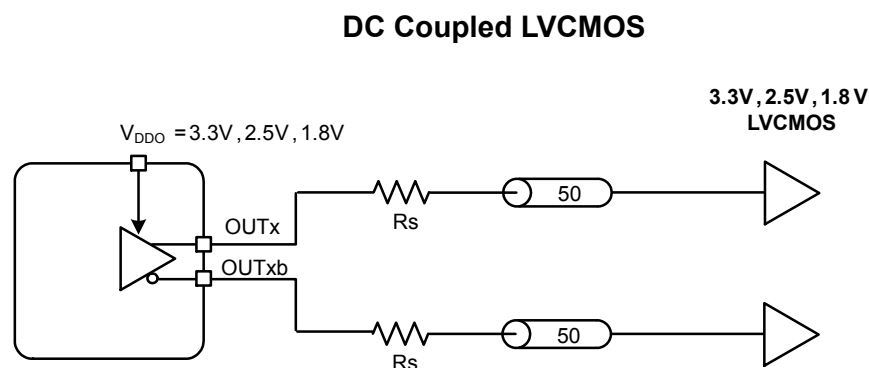 DC Coupled LVCMOS
3.3V, 2.5V, 1.8 V
LVCMOS
VDDO = 3.3V, 2.5V, 1.8V
OUTx
Rs
50
OUTxb
Rs
50